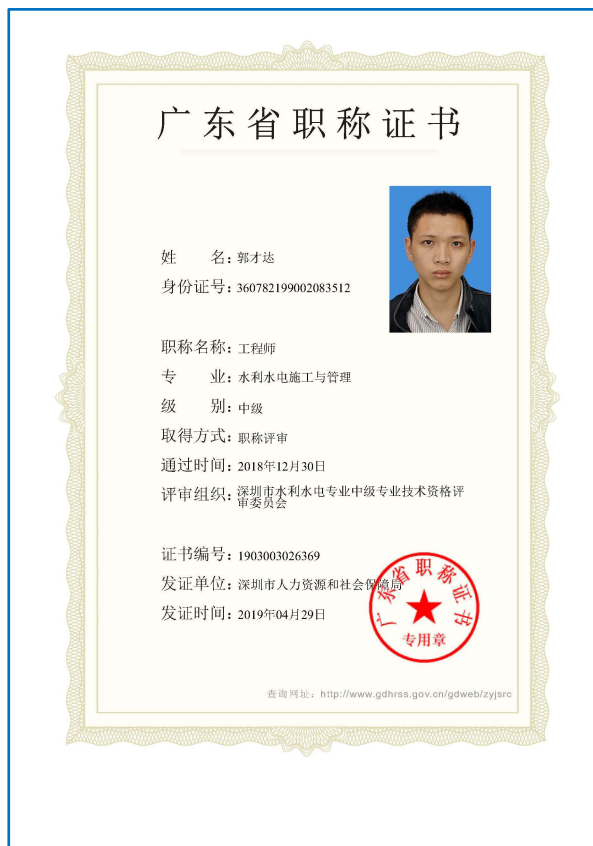 广东省职称证书
姓　　名：郭才达
身份证号：360782199002083512
职称名称：工程师
专　　业：水利水电施工与管理
级　　别：中级
取得方式：职称评审
通过时间：2018年12月30日
评审组织：深圳市水利水电专业中级专业技术资格评
审委员会
证书编号：1903003026369
发证单位：深圳市人力资源和社会保障局
发证时间：2019年04月29日
广东省职称证书
专用章
查询网址：http://www.gdhrss.gov.cn/gdweb/zyjsrc